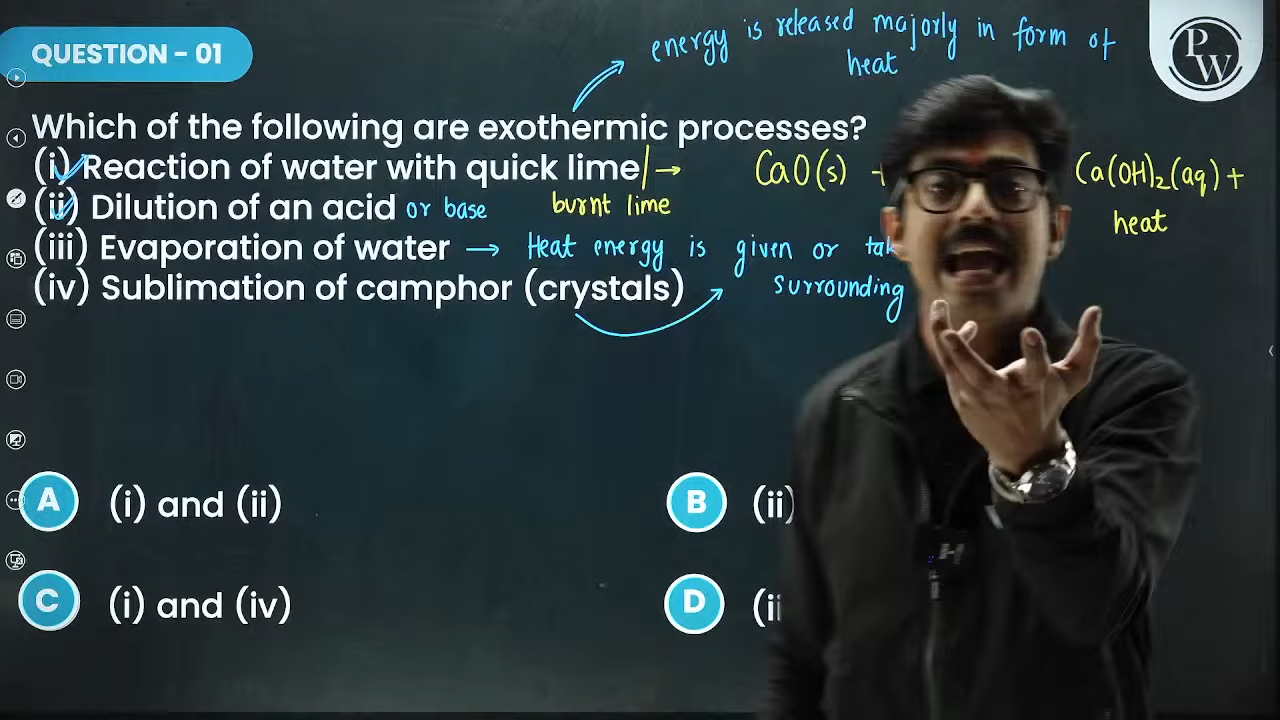 energy is released majorly in form of
heat
QUESTION - 01
PW
Which of the following are exothermic processes?
(i) Reaction of water with quick lime/→ CaO(s) + Ca(OH)₂(aq) +
heat
(ii) Dilution of an acid or base burnt lime
(iii) Evaporation of water → Heat energy is given or
(iv) Sublimation of camphor (crystals) surrounding
A (i) and (ii)
B (ii)
C (i) and (iv)
D